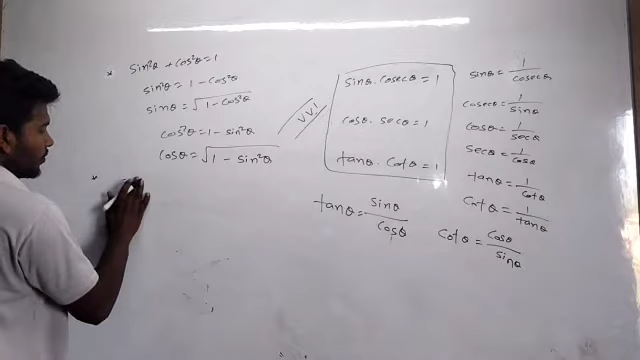 * sin²θ + cos²θ = 1
sin²θ = 1 - cos²θ
sinθ = √1 - cos²θ
cos²θ = 1 - sin²θ
cosθ = √1 - sin²θ
*
V.V.I
sinθ. cosecθ = 1
cosθ. secθ = 1
tanθ. cotθ = 1
tanθ = sinθ/cosθ
sinθ = 1/cosecθ
cosecθ = 1/sinθ
cosθ = 1/secθ
secθ = 1/cosθ
tanθ = 1/cotθ
cotθ = 1/tanθ
cotθ = cosθ/sinθ